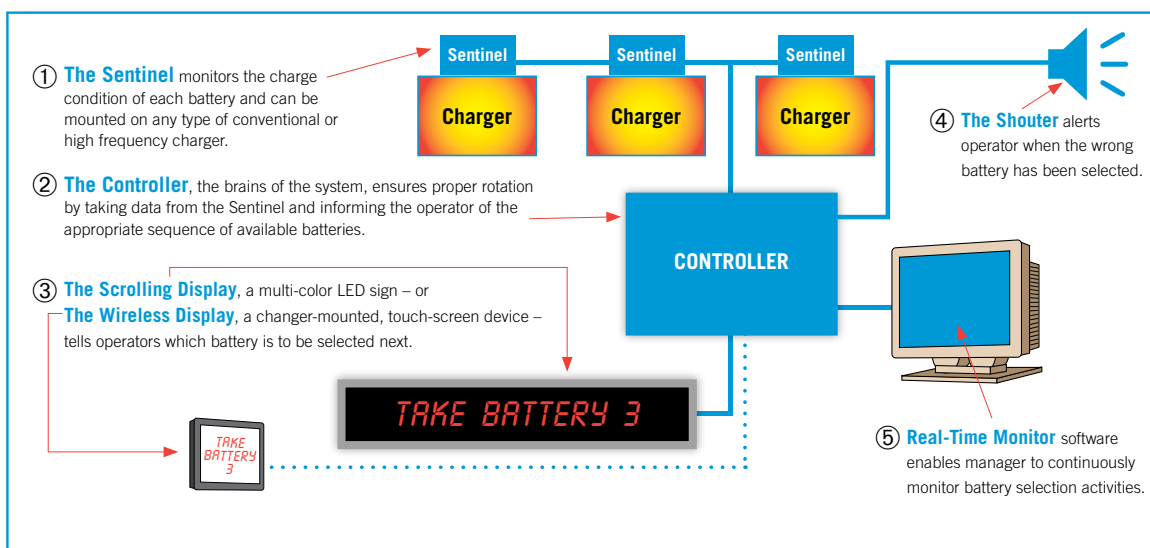 Sentinel
Sentinel
Sentinel
Charger
Charger
Charger
① The Sentinel monitors the charge
condition of each battery and can be
mounted on any type of conventional or
high frequency charger.
④ The Shouter alerts
operator when the wrong
battery has been selected.
② The Controller, the brains of the system, ensures proper rotation
by taking data from the Sentinel and informing the operator of the
appropriate sequence of available batteries.
CONTROLLER
③ The Scrolling Display, a multi-color LED sign – or
The Wireless Display, a changer-mounted, touch-screen device –
tells operators which battery is to be selected next.
TAKE BATTERY 3
TAKE
BATTERY
3
⑤ Real-Time Monitor software
enables manager to continuously
monitor battery selection activities.